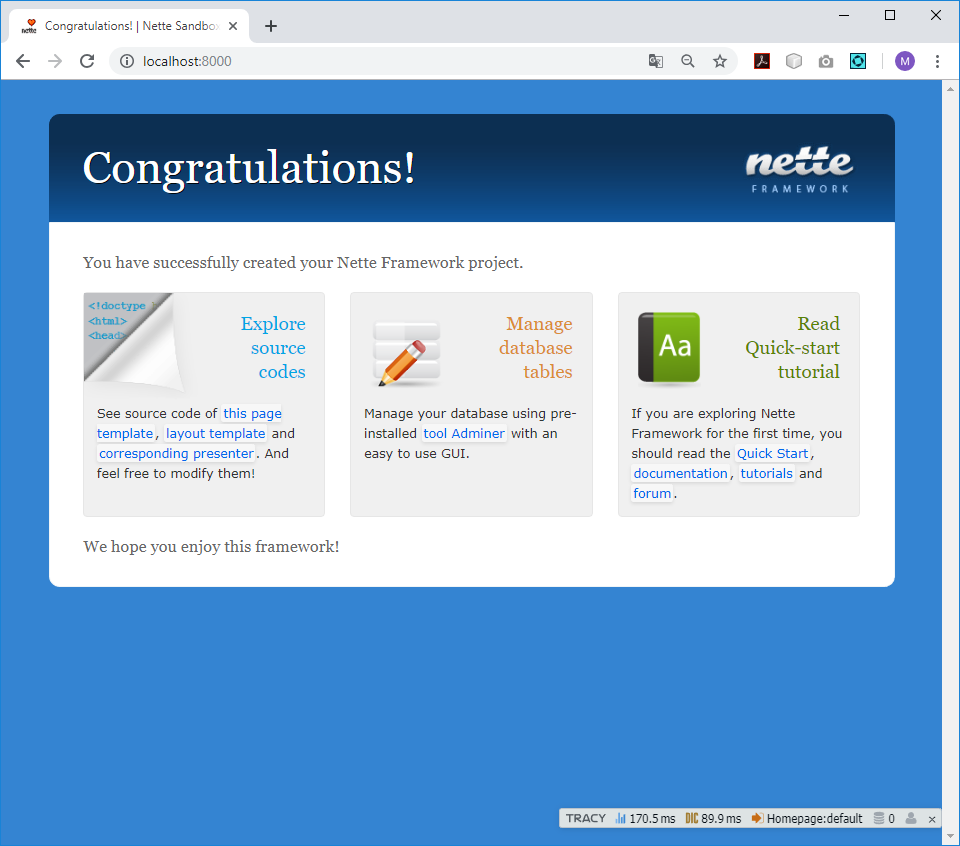 Congratulations! | Nette Sandbo
localhost:8000
M
Congratulations!
nette
FRAMEWORK
You have successfully created your Nette Framework project.
<!doctype
<html>
<head>
Explore
source
codes
See source code of this page
template, layout template and
corresponding presenter. And
feel free to modify them!
Manage
database
tables
Manage your database using pre-
installed tool Adminer with an
easy to use GUI.
Aa
Read
Quick-start
tutorial
If you are exploring Nette
Framework for the first time, you
should read the Quick Start,
documentation, tutorials and
forum.
We hope you enjoy this framework!
TRACY 170.5 ms DIC 89.9 ms Homepage:default 0 ×